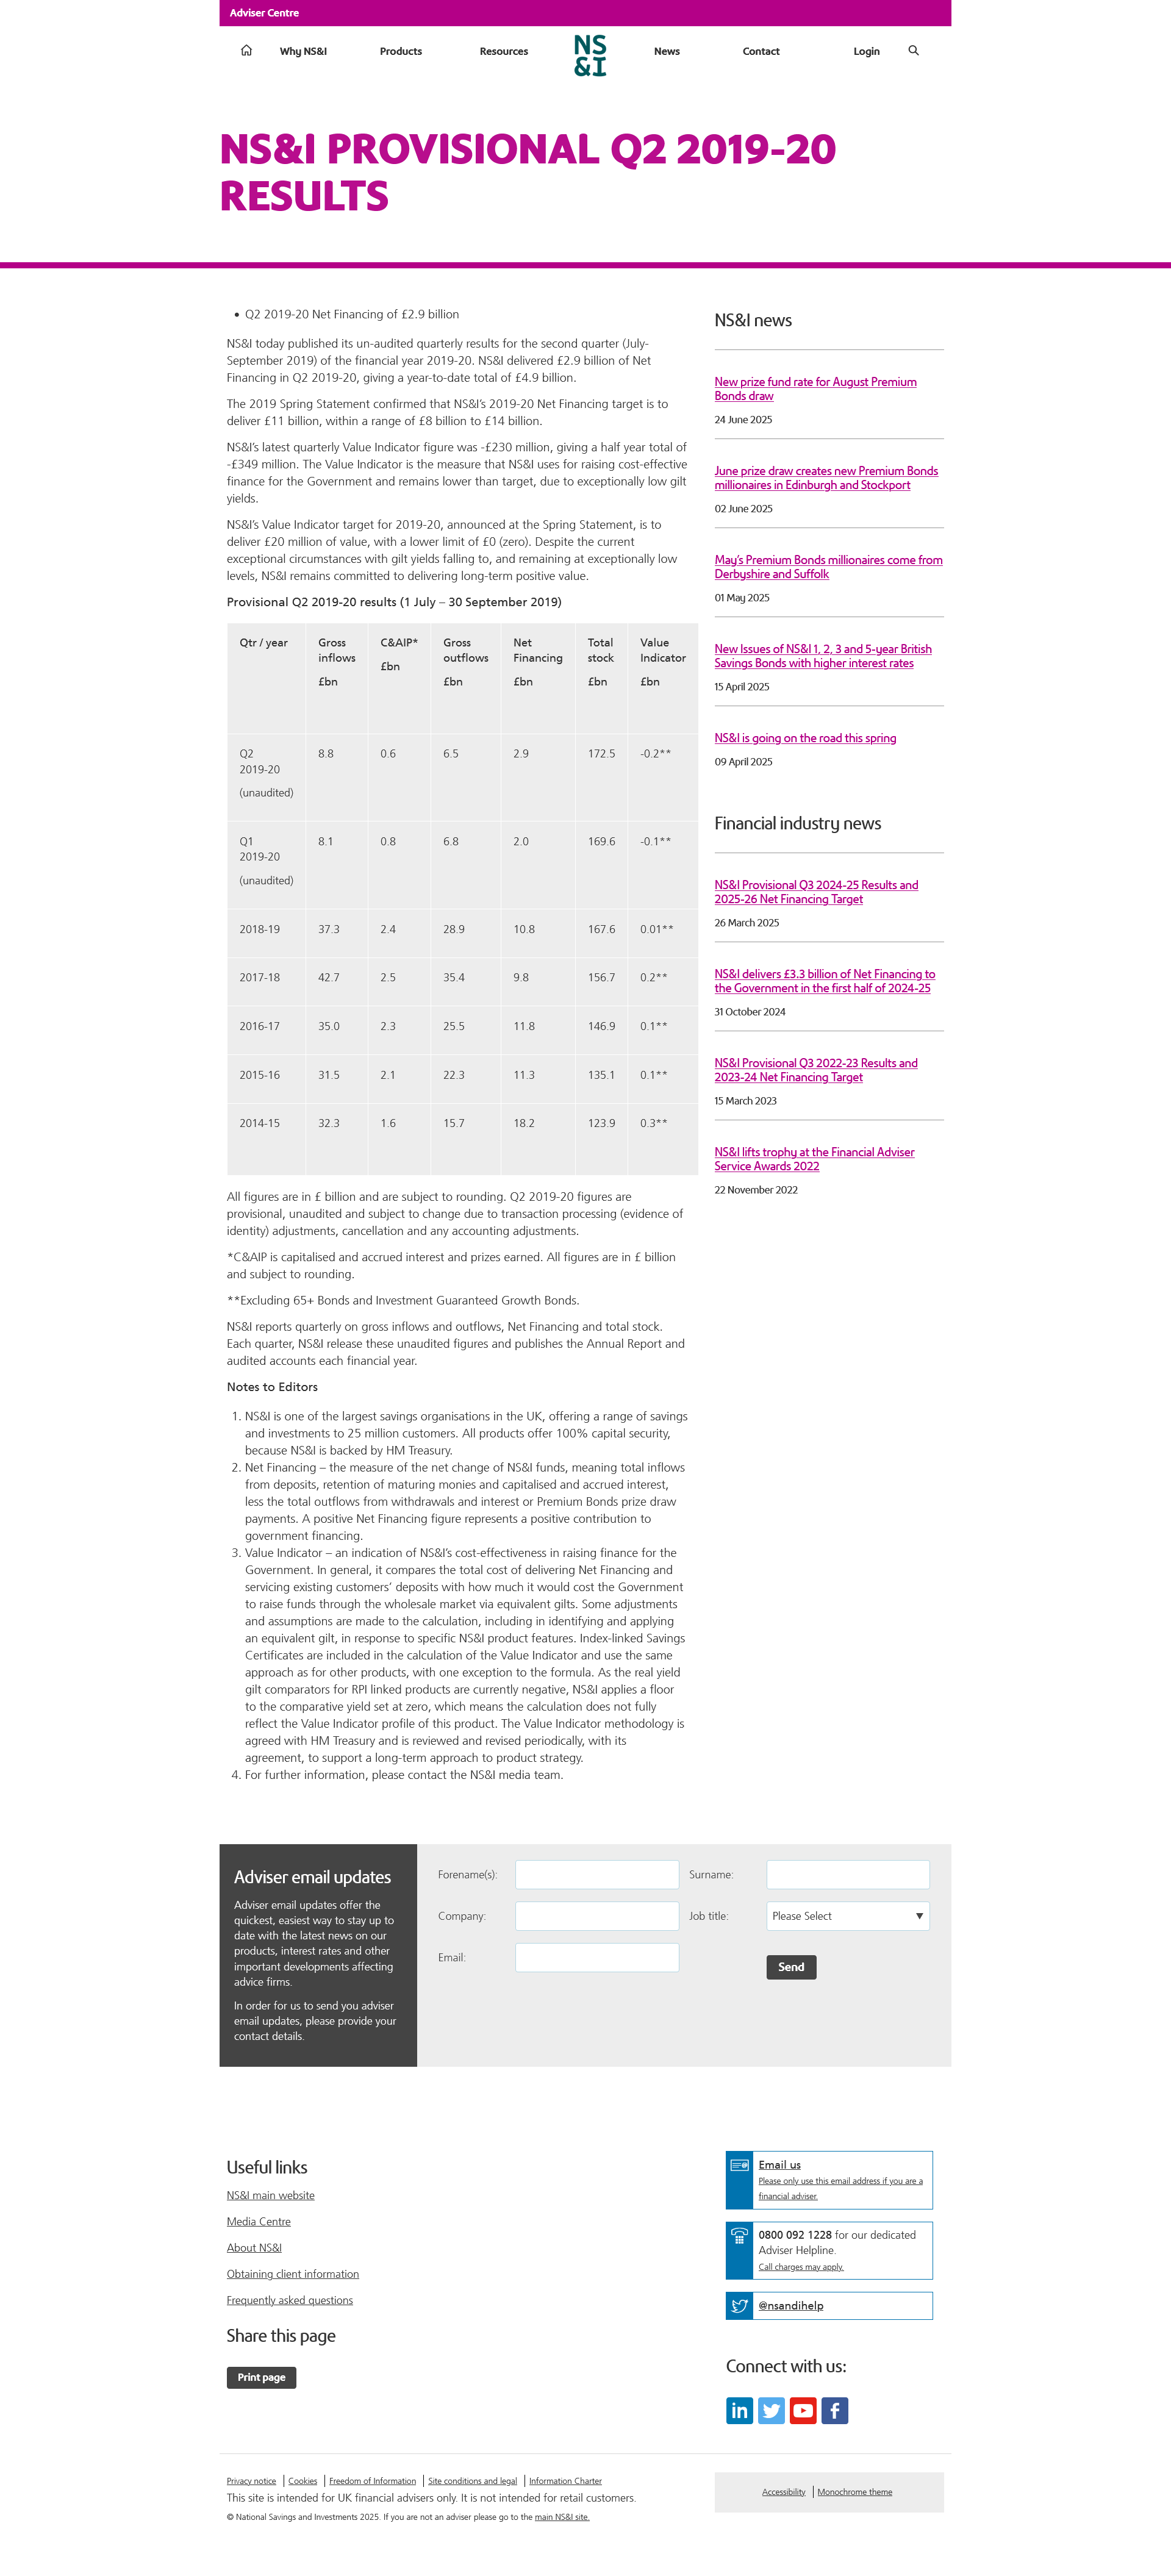 Adviser Centre
Why NS&I
Products
Resources
NS
&I
News
Contact
Login
NS&I PROVISIONAL Q2 2019-20
RESULTS
• Q2 2019-20 Net Financing of £2.9 billion
NS&I today published its un-audited quarterly results for the second quarter (July-
September 2019) of the financial year 2019-20. NS&I delivered £2.9 billion of Net
Financing in Q2 2019-20, giving a year-to-date total of £4.9 billion.
The 2019 Spring Statement confirmed that NS&I’s 2019-20 Net Financing target is to
deliver £11 billion, within a range of £8 billion to £14 billion.
NS&I’s latest quarterly Value Indicator figure was -£230 million, giving a half year total of
-£349 million. The Value Indicator is the measure that NS&I uses for raising cost-effective
finance for the Government and remains lower than target, due to exceptionally low gilt
yields.
NS&I’s Value Indicator target for 2019-20, announced at the Spring Statement, is to
deliver £20 million of value, with a lower limit of £0 (zero). Despite the current
exceptional circumstances with gilt yields falling to, and remaining at exceptionally low
levels, NS&I remains committed to delivering long-term positive value.
Provisional Q2 2019-20 results (1 July – 30 September 2019)
Qtr / year
Gross
inflows
£bn
C&AIP*
£bn
Gross
outflows
£bn
Net
Financing
£bn
Total
stock
£bn
Value
Indicator
£bn
Q2
2019-20
(unaudited)
8.8
0.6
6.5
2.9
172.5
-0.2**
Q1
2019-20
(unaudited)
8.1
0.8
6.8
2.0
169.6
-0.1**
2018-19 37.3 2.4 28.9 10.8 167.6 0.01**
2017-18 42.7 2.5 35.4 9.8 156.7 0.2**
2016-17 35.0 2.3 25.5 11.8 146.9 0.1**
2015-16 31.5 2.1 22.3 11.3 135.1 0.1**
2014-15 32.3 1.6 15.7 18.2 123.9 0.3**
All figures are in £ billion and are subject to rounding. Q2 2019-20 figures are
provisional, unaudited and subject to change due to transaction processing (evidence of
identity) adjustments, cancellation and any accounting adjustments.
*C&AIP is capitalised and accrued interest and prizes earned. All figures are in £ billion
and subject to rounding.
**Excluding 65+ Bonds and Investment Guaranteed Growth Bonds.
NS&I reports quarterly on gross inflows and outflows, Net Financing and total stock.
Each quarter, NS&I release these unaudited figures and publishes the Annual Report and
audited accounts each financial year.
Notes to Editors
1. NS&I is one of the largest savings organisations in the UK, offering a range of savings
and investments to 25 million customers. All products offer 100% capital security,
because NS&I is backed by HM Treasury.
2. Net Financing – the measure of the net change of NS&I funds, meaning total inflows
from deposits, retention of maturing monies and capitalised and accrued interest,
less the total outflows from withdrawals and interest or Premium Bonds prize draw
payments. A positive Net Financing figure represents a positive contribution to
government financing.
3. Value Indicator – an indication of NS&I’s cost-effectiveness in raising finance for the
Government. In general, it compares the total cost of delivering Net Financing and
servicing existing customers’ deposits with how much it would cost the Government
to raise funds through the wholesale market via equivalent gilts. Some adjustments
and assumptions are made to the calculation, including in identifying and applying
an equivalent gilt, in response to specific NS&I product features. Index-linked Savings
Certificates are included in the calculation of the Value Indicator and use the same
approach as for other products, with one exception to the formula. As the real yield
gilt comparators for RPI linked products are currently negative, NS&I applies a floor
to the comparative yield set at zero, which means the calculation does not fully
reflect the Value Indicator profile of this product. The Value Indicator methodology is
agreed with HM Treasury and is reviewed and revised periodically, with its
agreement, to support a long-term approach to product strategy.
4. For further information, please contact the NS&I media team.
NS&I news
New prize fund rate for August Premium
Bonds draw
24 June 2025
June prize draw creates new Premium Bonds
millionaires in Edinburgh and Stockport
02 June 2025
May’s Premium Bonds millionaires come from
Derbyshire and Suffolk
01 May 2025
New Issues of NS&I 1, 2, 3 and 5-year British
Savings Bonds with higher interest rates
15 April 2025
NS&I is going on the road this spring
09 April 2025
Financial industry news
NS&I Provisional Q3 2024-25 Results and
2025-26 Net Financing Target
26 March 2025
NS&I delivers £3.3 billion of Net Financing to
the Government in the first half of 2024-25
31 October 2024
NS&I Provisional Q3 2022-23 Results and
2023-24 Net Financing Target
15 March 2023
NS&I lifts trophy at the Financial Adviser
Service Awards 2022
22 November 2022
Adviser email updates
Adviser email updates offer the
quickest, easiest way to stay up to
date with the latest news on our
products, interest rates and other
important developments affecting
advice firms.
In order for us to send you adviser
email updates, please provide your
contact details.
Forename(s):
Surname:
Company:
Job title:
Please Select
Email:
Send
Useful links
NS&I main website
Media Centre
About NS&I
Obtaining client information
Frequently asked questions
Share this page
Print page
Email us
Please only use this email address if you are a
financial adviser.
0800 092 1228 for our dedicated
Adviser Helpline.
Call charges may apply.
@nsandihelp
Connect with us:
Privacy notice
Cookies
Freedom of Information
Site conditions and legal
Information Charter
This site is intended for UK financial advisers only. It is not intended for retail customers.
© National Savings and Investments 2025. If you are not an adviser please go to the main NS&I site.
Accessibility
Monochrome theme